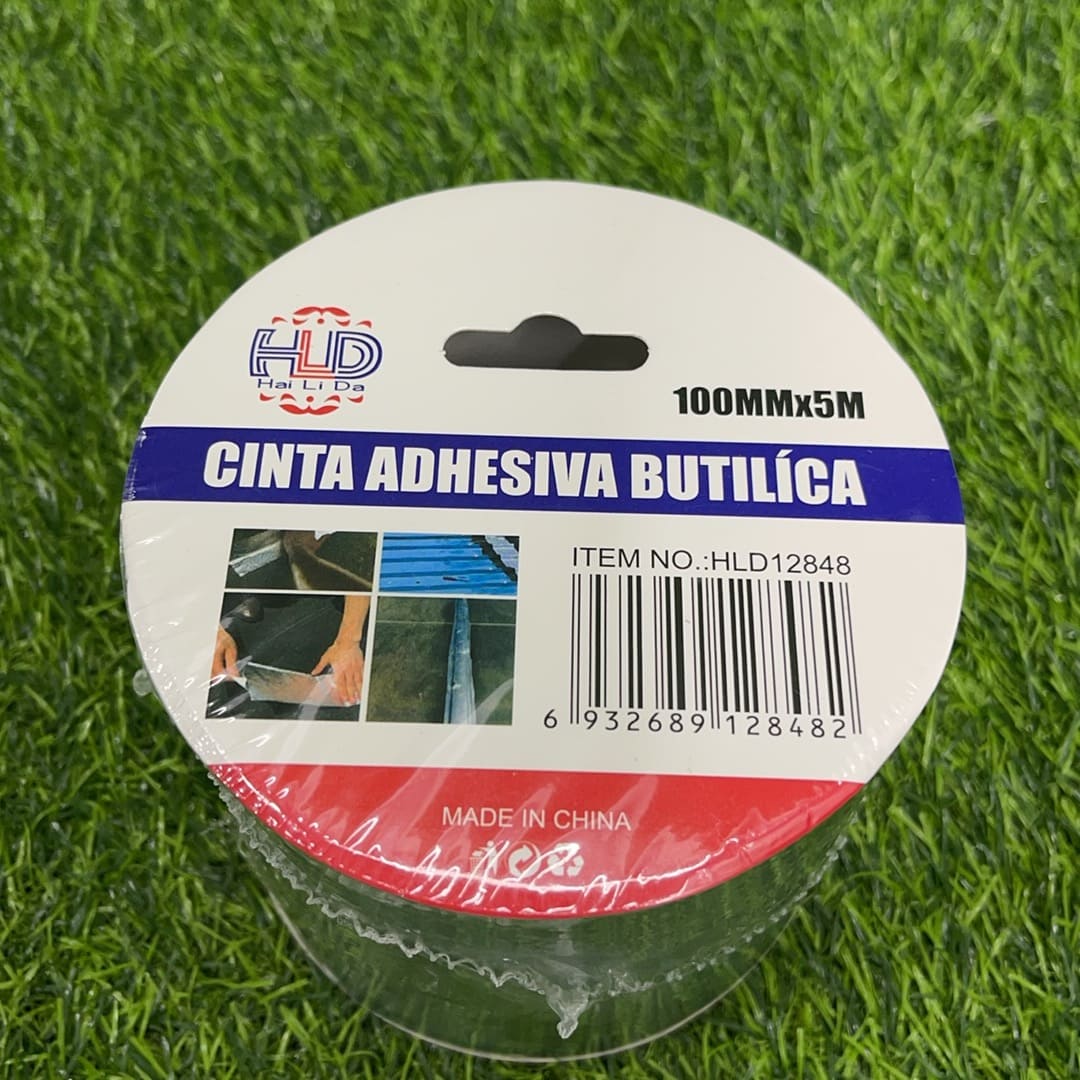 HLD
Hai Li Da
100MMx5M
CINTA ADHESIVA BUTILÍCA
ITEM NO.:HLD12848
6 932689 128482
MADE IN CHINA